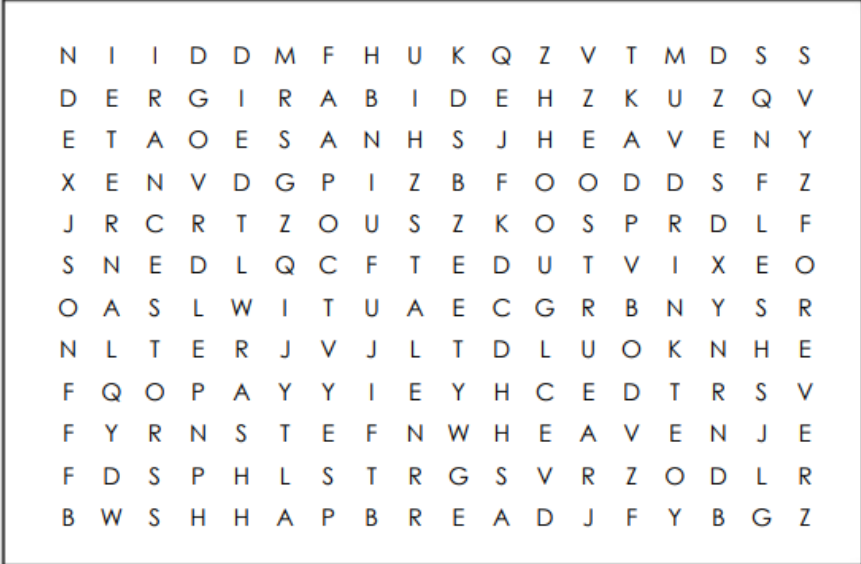 N I I D D M F H U K Q Z V T M D S S
D E R G I R A B I D E H Z K U Z Q V
E T A O E S A N H S J H E A V E N Y
X E N V D G P I Z B F O O D D S F Z
J R C R T Z O U S Z K O S P R D L F
S N E D L Q C F T E D U T V I X E O
O A S L W I T U A E C G R B N Y S R
N L T E R J V J L T D L U O K N H E
F Q O P A Y Y I E Y H C E D T R S V
F Y R N S T E F N W H E A V E N J E
F D S P H L S T R G S V R Z O D L R
B W S H H A P B R E A D J F Y B G Z